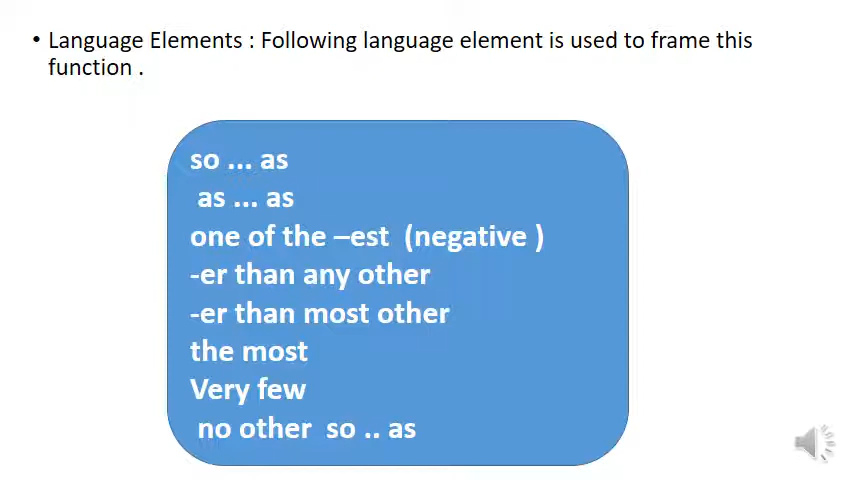 • Language Elements : Following language element is used to frame this
function .
so ... as
as ... as
one of the –est  (negative )
-er than any other
-er than most other
the most
Very few
no other  so .. as